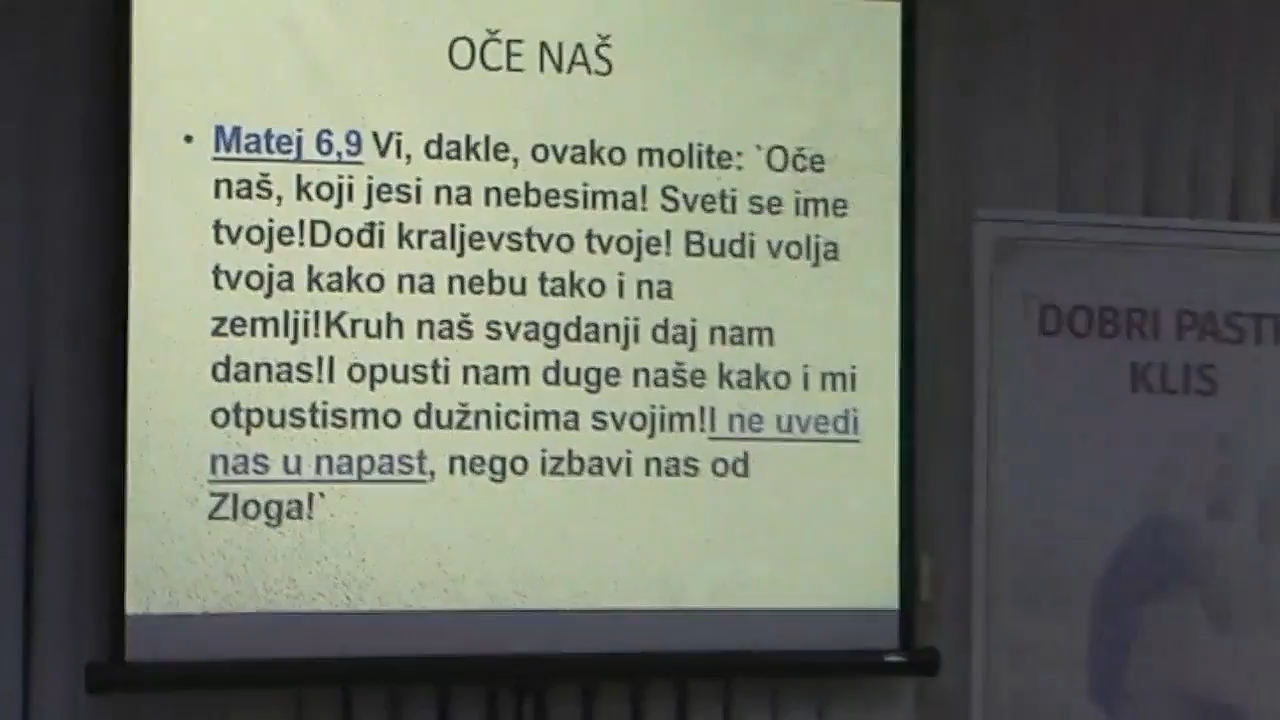 OČE NAŠ
• Matej 6,9 Vi, dakle, ovako molite: `Oče
naš, koji jesi na nebesima! Sveti se ime
tvoje!Dođi kraljevstvo tvoje! Budi volja
tvoja kako na nebu tako i na
zemlji!Kruh naš svagdanji daj nam
danas!I opusti nam duge naše kako i mi
otpustismo dužnicima svojim!I ne uvedi
nas u napast, nego izbavi nas od
Zloga!`
DOBRI PASTI
KLIS